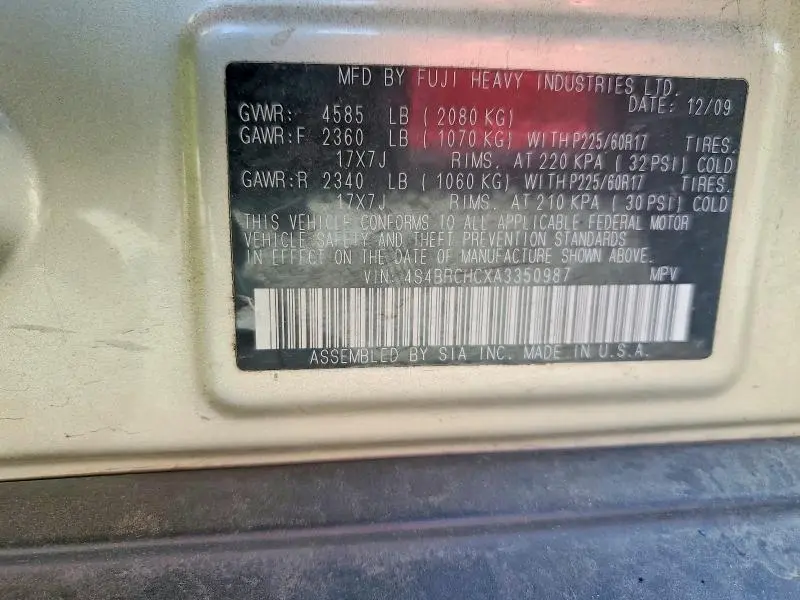 MFD BY FUJI HEAVY INDUSTRIES LTD.
DATE: 12/09
GVWR: 4585 LB ( 2080 KG)
GAWR:F 2360 LB ( 1070 KG) WITH P225/60R17 TIRES.
17X7J RIMS. AT 220 KPA ( 32 PSI) COLD
GAWR:R 2340 LB ( 1060 KG) WITH P225/60R17 TIRES.
17X7J RIMS. AT 210 KPA ( 30 PSI) COLD
THIS VEHICLE CONFORMS TO ALL APPLICABLE FEDERAL MOTOR
VEHICLE SAFETY AND THEFT PREVENTION STANDARDS
IN EFFECT ON THE DATE OF MANUFACTURE SHOWN ABOVE.
VIN: 4S4BRCHCXA3350987 MPV
ASSEMBLED BY SIA INC. MADE IN U.S.A.